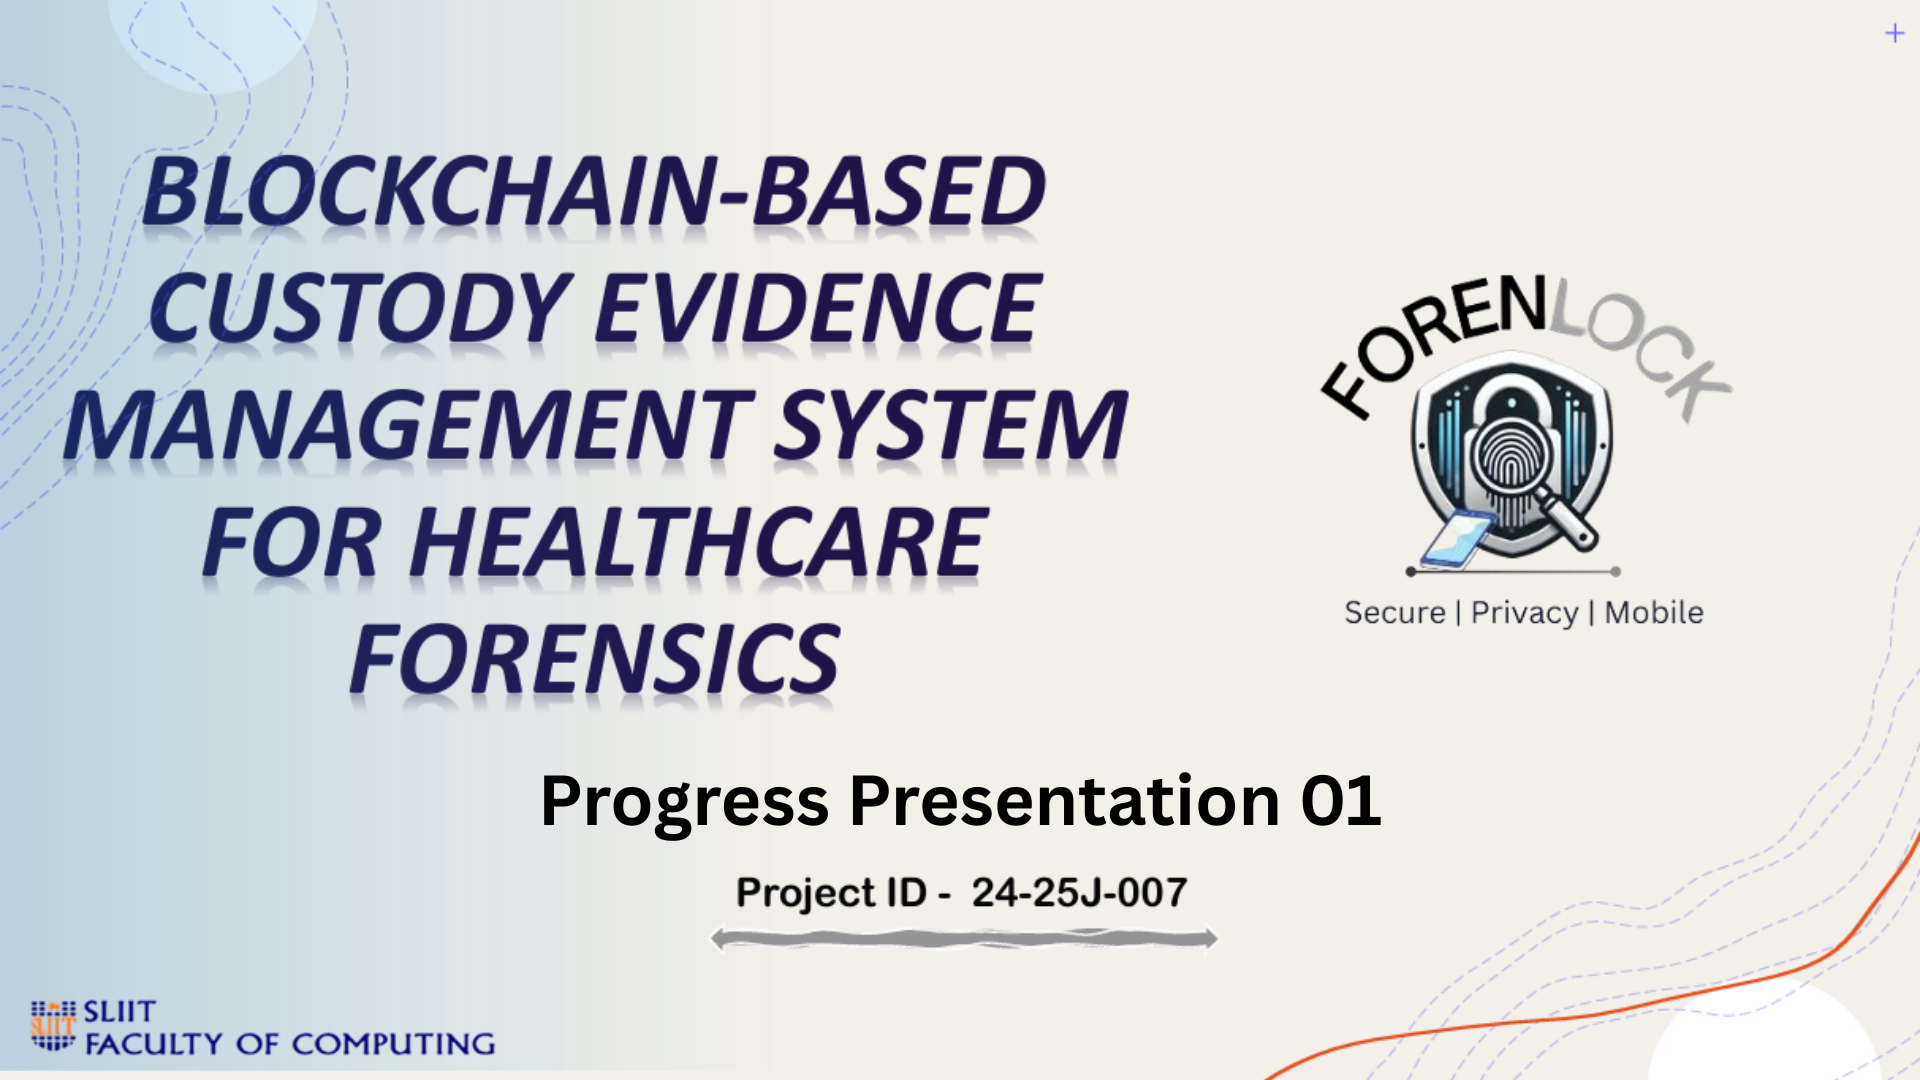 BLOCKCHAIN-BASED
CUSTODY EVIDENCE
MANAGEMENT SYSTEM
FOR HEALTHCARE
FORENSICS
FORENLOCK
Secure | Privacy | Mobile
Progress Presentation 01
Project ID - 24-25J-007
SLIIT
SLIIT
FACULTY OF COMPUTING